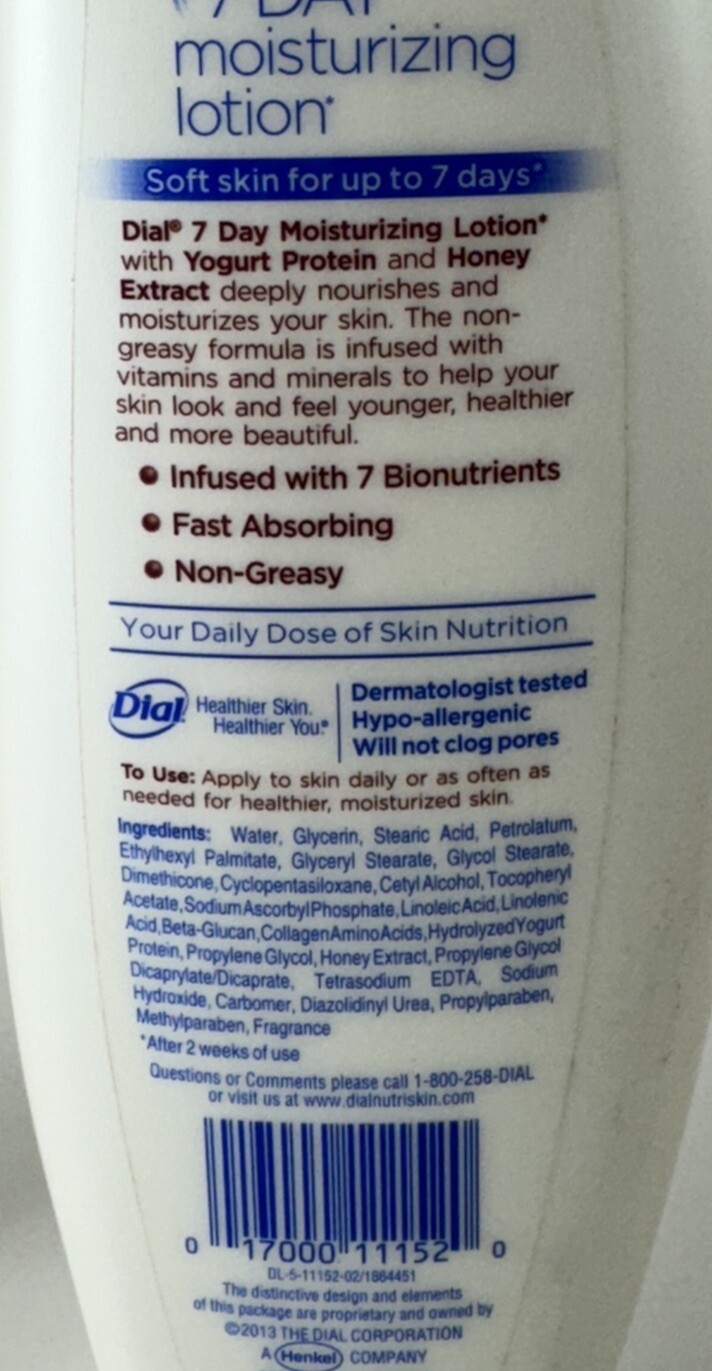 7 DAY
moisturizing
lotion*
Soft skin for up to 7 days*
Dial® 7 Day Moisturizing Lotion*
with Yogurt Protein and Honey
Extract deeply nourishes and
moisturizes your skin. The non-
greasy formula is infused with
vitamins and minerals to help your
skin look and feel younger, healthier
and more beautiful.
• Infused with 7 Bionutrients
• Fast Absorbing
• Non-Greasy
Your Daily Dose of Skin Nutrition
Dial
Healthier Skin.
Healthier You.®
Dermatologist tested
Hypo-allergenic
Will not clog pores
To Use: Apply to skin daily or as often as
needed for healthier, moisturized skin.
Ingredients: Water, Glycerin, Stearic Acid, Petrolatum,
Ethylhexyl Palmitate, Glyceryl Stearate, Glycol Stearate,
Dimethicone, Cyclopentasiloxane, Cetyl Alcohol, Tocopheryl
Acetate, Sodium Ascorbyl Phosphate, Linoleic Acid, Linolenic
Acid, Beta-Glucan, Collagen Amino Acids, Hydrolyzed Yogurt
Protein, Propylene Glycol, Honey Extract, Propylene Glycol
Dicaprylate/Dicaprate, Tetrasodium EDTA, Sodium
Hydroxide, Carbomer, Diazolidinyl Urea, Propylparaben,
Methylparaben, Fragrance
*After 2 weeks of use
Questions or Comments please call 1-800-258-DIAL
or visit us at www.dialnutriskin.com
0 17000 11152 0
DL-5-11152-02/1864451
The distinctive design and elements
of this package are proprietary and owned by
©2013 THE DIAL CORPORATION
A Henkel COMPANY